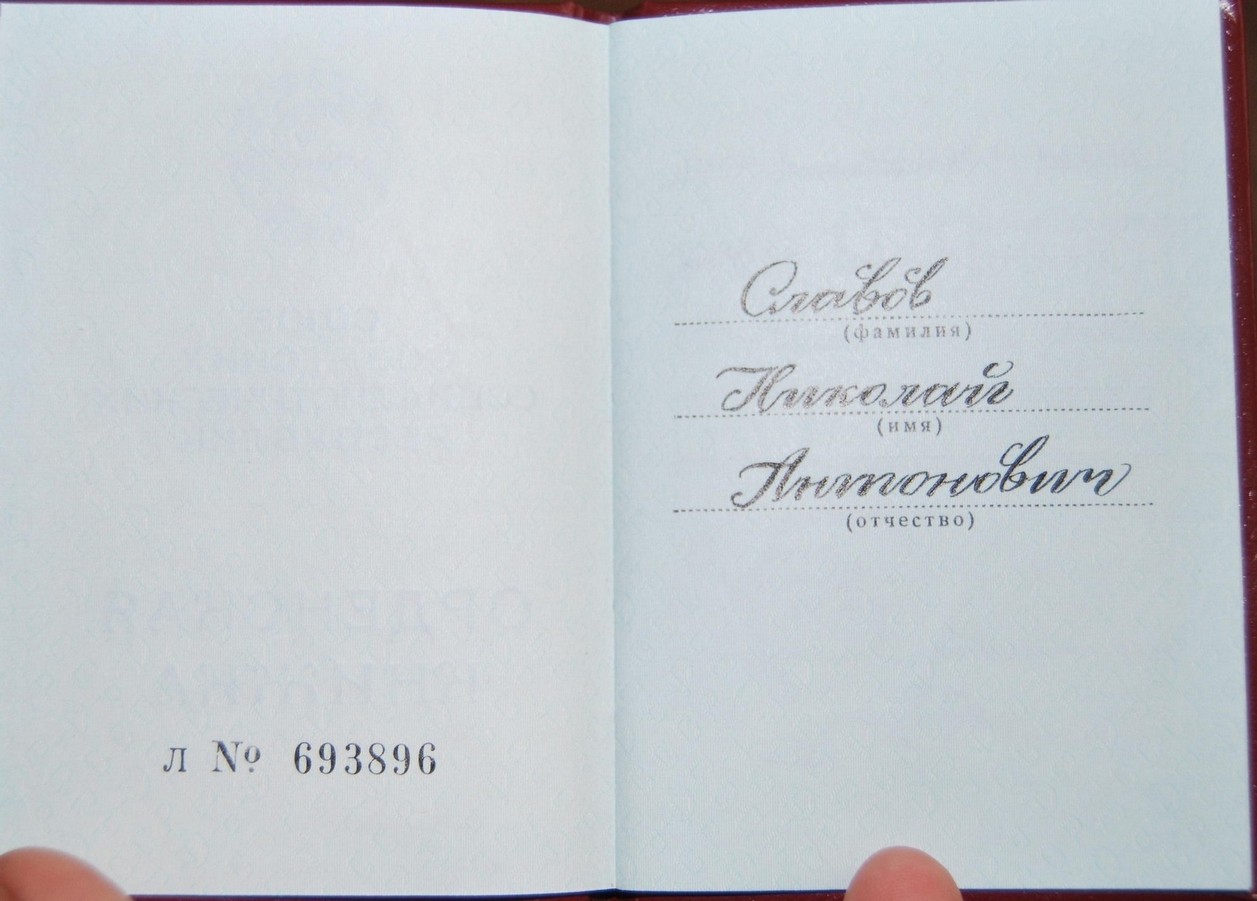 л № 693896
Славов
(фамилия)
Николай
(имя)
Антонович
(отчество)